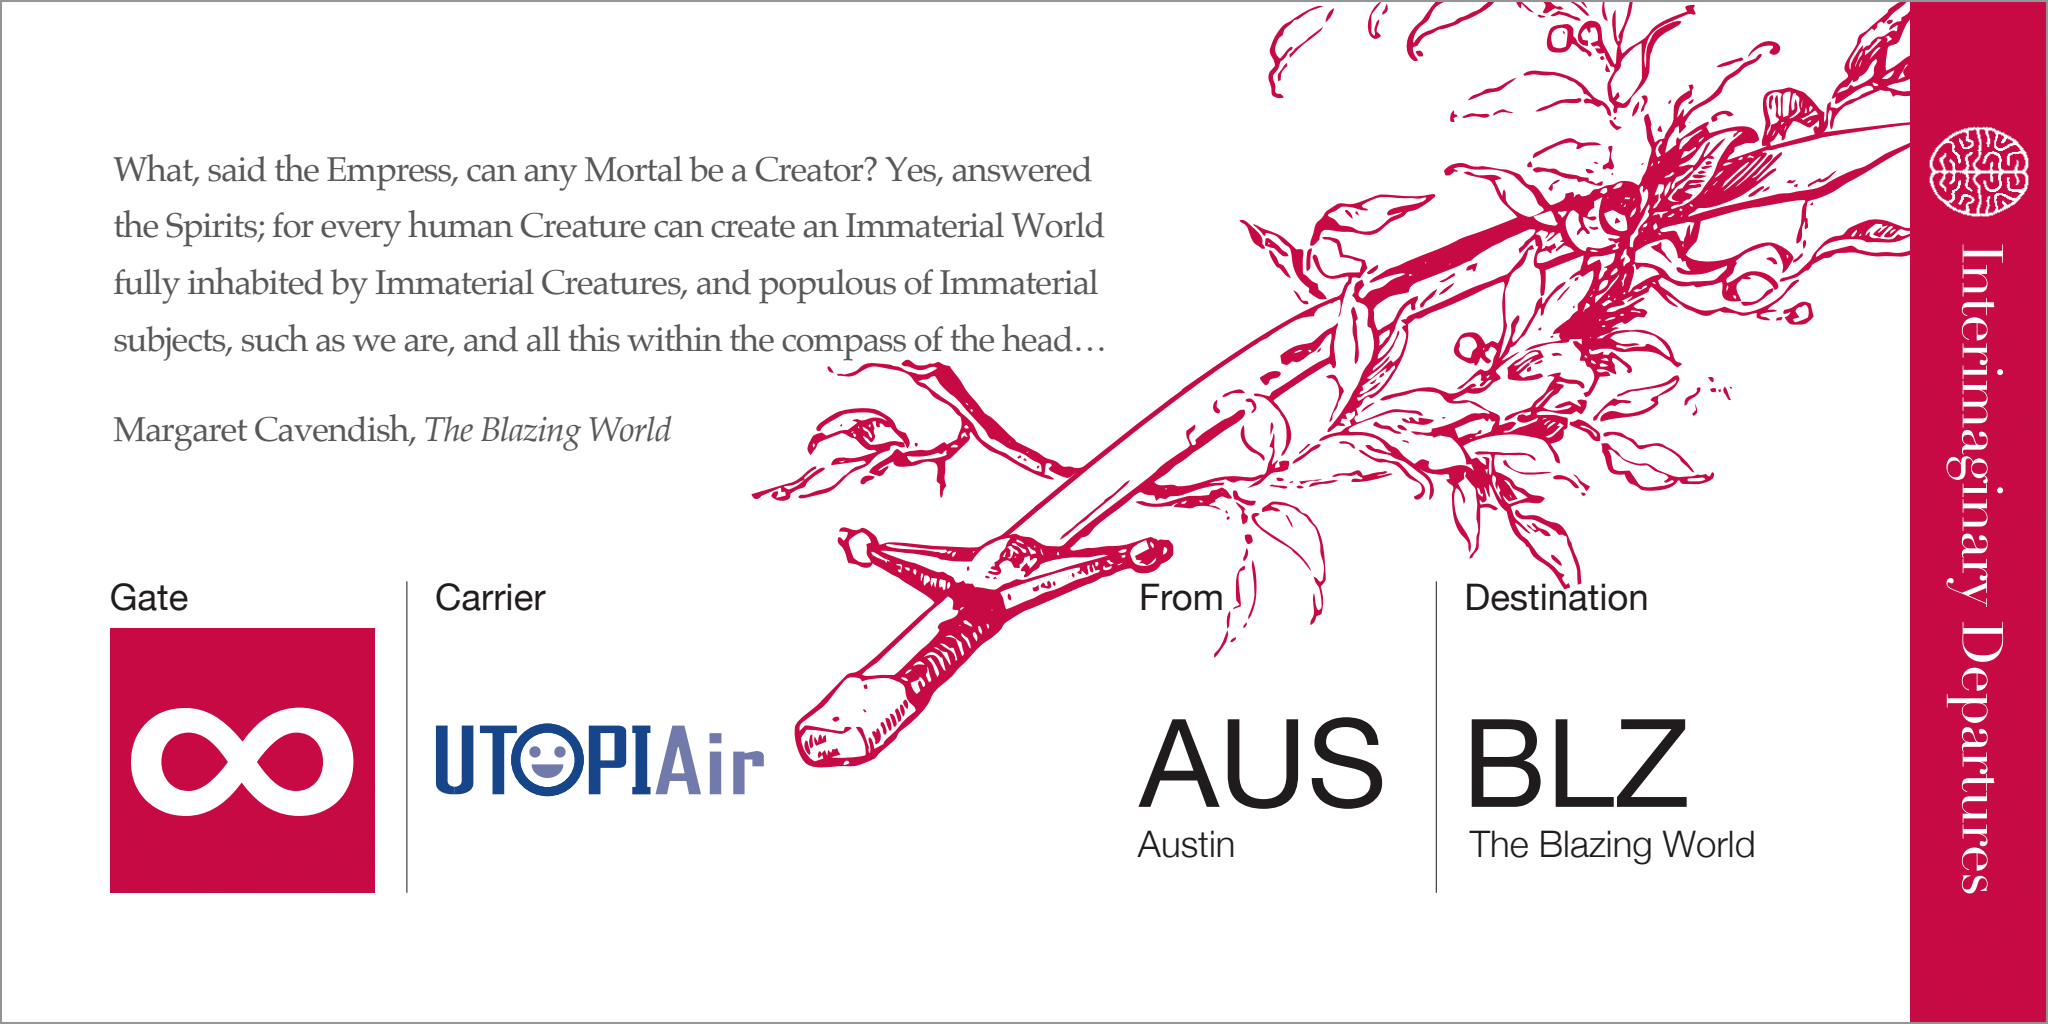 What, said the Empress, can any Mortal be a Creator? Yes, answered
the Spirits; for every human Creature can create an Immaterial World
fully inhabited by Immaterial Creatures, and populous of Immaterial
subjects, such as we are, and all this within the compass of the head…
Margaret Cavendish, The Blazing World
Gate
∞
Carrier
UTOPIAir
From
AUS
Austin
Destination
BLZ
The Blazing World
Interimaginary Departures